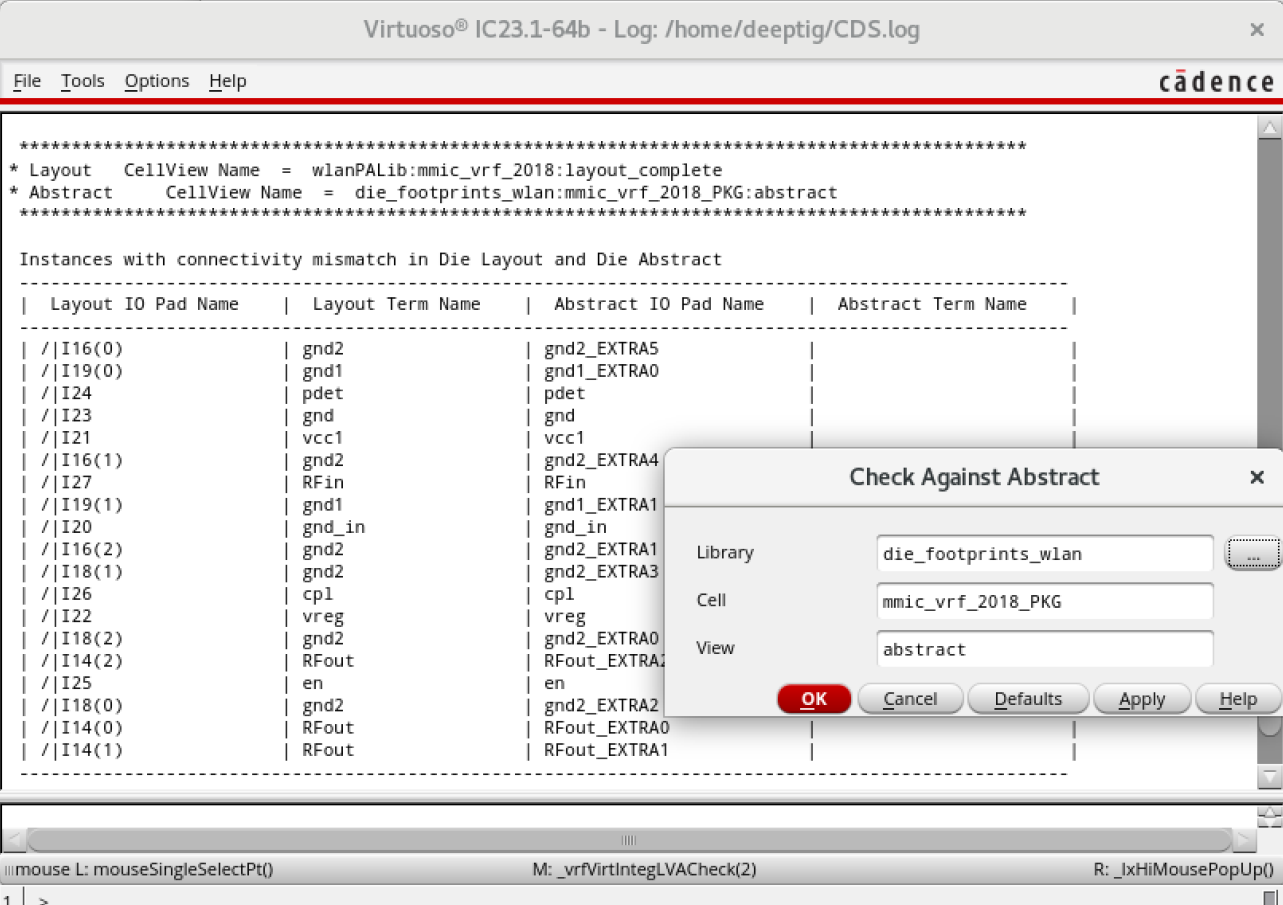 Virtuoso® IC23.1-64b - Log: /home/deeptig/CDS.log ×
File Tools Options Help cādence
*************************************************************************************************
* Layout CellView Name = wlanPALib:mmic_vrf_2018:layout_complete
* Abstract CellView Name = die_footprints_wlan:mmic_vrf_2018_PKG:abstract
*************************************************************************************************
Instances with connectivity mismatch in Die Layout and Die Abstract
----------------------------------------------------------------------------------------------------
| Layout IO Pad Name | Layout Term Name | Abstract IO Pad Name | Abstract Term Name |
----------------------------------------------------------------------------------------------------
| /|I16(0) | gnd2 | gnd2_EXTRA5 | |
| /|I19(0) | gnd1 | gnd1_EXTRA0 | |
| /|I24 | pdet | pdet | |
| /|I23 | gnd | gnd | |
| /|I21 | vcc1 | vcc1 | |
| /|I16(1) | gnd2 | gnd2_EXTRA4
| /|I27 | RFin | RFin
| /|I19(1) | gnd1 | gnd1_EXTRA1
| /|I20 | gnd_in | gnd_in
| /|I16(2) | gnd2 | gnd2_EXTRA1
| /|I18(1) | gnd2 | gnd2_EXTRA3
| /|I26 | cpl | cpl
| /|I22 | vreg | vreg
| /|I18(2) | gnd2 | gnd2_EXTRA0
| /|I14(2) | RFout | RFout_EXTRA2
| /|I25 | en | en
| /|I18(0) | gnd2 | gnd2_EXTRA2
| /|I14(0) | RFout | RFout_EXTRA0 | |
| /|I14(1) | RFout | RFout_EXTRA1 | |
----------------------------------------------------------------------------------------------------
Check Against Abstract ×
Library die_footprints_wlan ...
Cell mmic_vrf_2018_PKG
View abstract
OK Cancel Defaults Apply Help
mouse L: mouseSingleSelectPt() M: _vrfVirtIntegLVACheck(2) R: _lxHiMousePopUp()
1 >